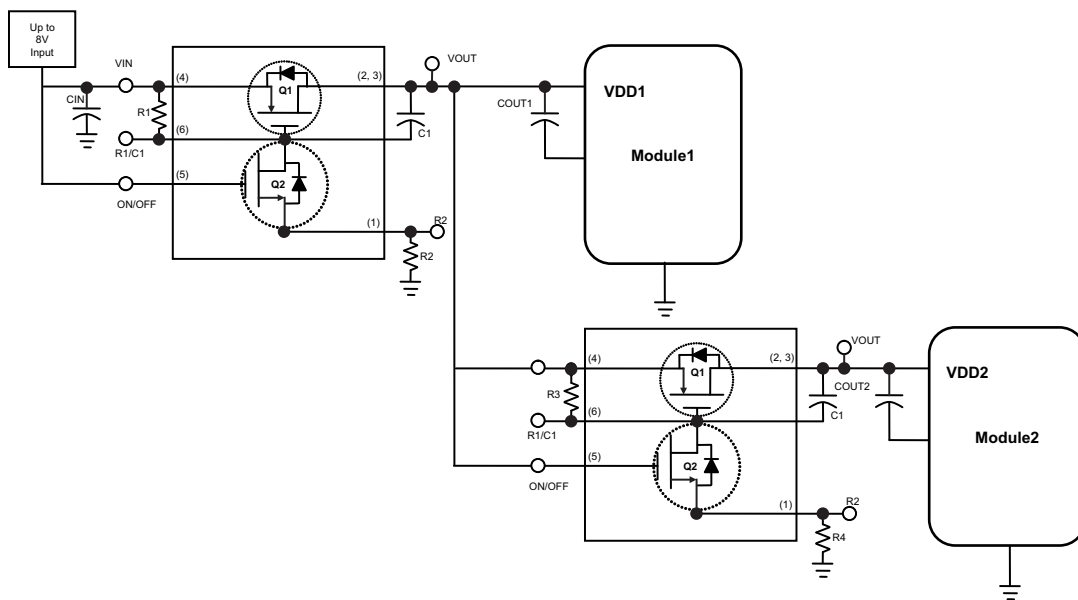 Up to
8V
Input
VIN
VOUT
(4)
Q1
(2, 3)
CIN
R1
COUT1
VDD1
C1
(6)
R1/C1
Module1
(5)
Q2
ON/OFF
(1)
R2
R2
VOUT
(4)
Q1
(2, 3)
VDD2
COUT2
R3
C1
(6)
R1/C1
Module2
(5)
Q2
ON/OFF
(1)
R2
R4